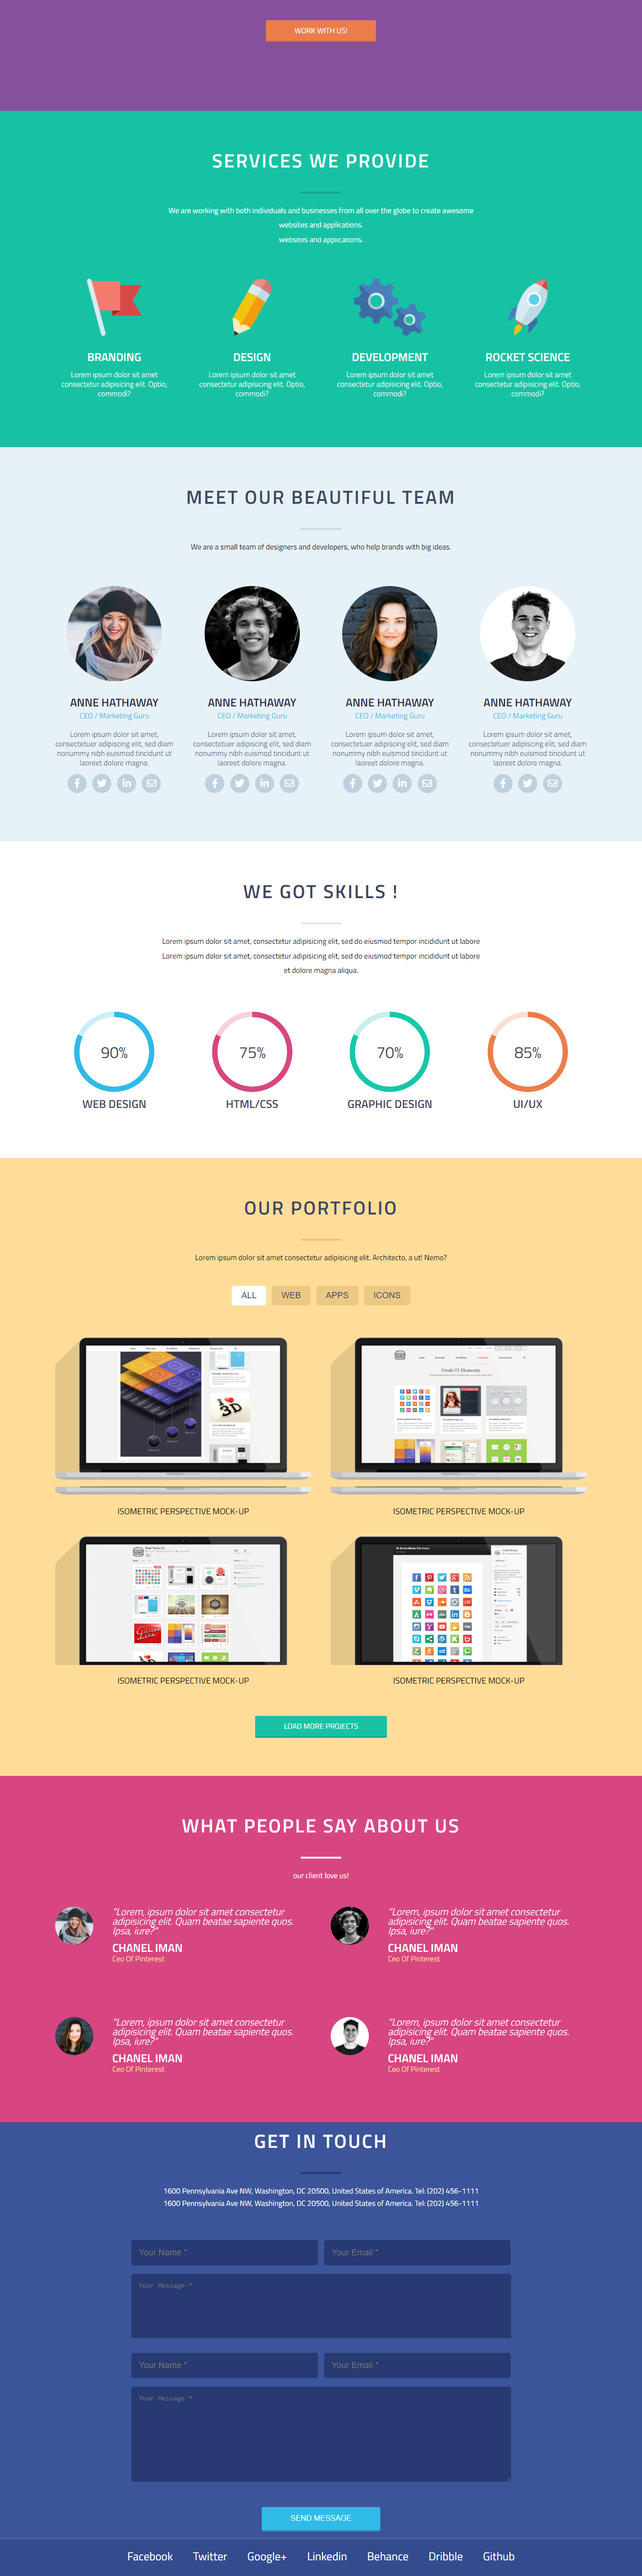 WORK WITH US!
SERVICES WE PROVIDE
We are working with both individuals and businesses from all over the globe to create awesome
websites and applications.
websites and applications.
BRANDING
Lorem ipsum dolor sit amet
consectetur adipisicing elit. Optio,
commodi?
DESIGN
Lorem ipsum dolor sit amet
consectetur adipisicing elit. Optio,
commodi?
DEVELOPMENT
Lorem ipsum dolor sit amet
consectetur adipisicing elit. Optio,
commodi?
ROCKET SCIENCE
Lorem ipsum dolor sit amet
consectetur adipisicing elit. Optio,
commodi?
MEET OUR BEAUTIFUL TEAM
We are a small team of designers and developers, who help brands with big ideas.
ANNE HATHAWAY
CEO / Marketing Guru
Lorem ipsum dolor sit amet,
consectetuer adipiscing elit, sed diam
nonummy nibh euismod tincidunt ut
laoreet dolore magna.
ANNE HATHAWAY
CEO / Marketing Guru
Lorem ipsum dolor sit amet,
consectetuer adipiscing elit, sed diam
nonummy nibh euismod tincidunt ut
laoreet dolore magna.
ANNE HATHAWAY
CEO / Marketing Guru
Lorem ipsum dolor sit amet,
consectetuer adipiscing elit, sed diam
nonummy nibh euismod tincidunt ut
laoreet dolore magna.
ANNE HATHAWAY
CEO / Marketing Guru
Lorem ipsum dolor sit amet,
consectetuer adipiscing elit, sed diam
nonummy nibh euismod tincidunt ut
laoreet dolore magna.
WE GOT SKILLS !
Lorem ipsum dolor sit amet, consectetur adipisicing elit, sed do eiusmod tempor incididunt ut labore
Lorem ipsum dolor sit amet, consectetur adipisicing elit, sed do eiusmod tempor incididunt ut labore
et dolore magna aliqua.
90%
WEB DESIGN
75%
HTML/CSS
70%
GRAPHIC DESIGN
85%
UI/UX
OUR PORTFOLIO
Lorem ipsum dolor sit amet consectetur adipisicing elit. Architecto, a ut! Nemo?
ALL
WEB
APPS
ICONS
I
3D
Fresh UI Elements
ISOMETRIC PERSPECTIVE MOCK-UP
ISOMETRIC PERSPECTIVE MOCK-UP
ISOMETRIC PERSPECTIVE MOCK-UP
ISOMETRIC PERSPECTIVE MOCK-UP
LOAD MORE PROJECTS
WHAT PEOPLE SAY ABOUT US
our client love us!
"Lorem, ipsum dolor sit amet consectetur
adipisicing elit. Quam beatae sapiente quos.
Ipsa, iure?"
CHANEL IMAN
Ceo Of Pinterest
"Lorem, ipsum dolor sit amet consectetur
adipisicing elit. Quam beatae sapiente quos.
Ipsa, iure?"
CHANEL IMAN
Ceo Of Pinterest
"Lorem, ipsum dolor sit amet consectetur
adipisicing elit. Quam beatae sapiente quos.
Ipsa, iure?"
CHANEL IMAN
Ceo Of Pinterest
"Lorem, ipsum dolor sit amet consectetur
adipisicing elit. Quam beatae sapiente quos.
Ipsa, iure?"
CHANEL IMAN
Ceo Of Pinterest
GET IN TOUCH
1600 Pennsylvania Ave NW, Washington, DC 20500, United States of America. Tel: (202) 456-1111
1600 Pennsylvania Ave NW, Washington, DC 20500, United States of America. Tel: (202) 456-1111
Your Name *
Your Email *
Your Message *
Your Name *
Your Email *
Your Message *
SEND MESSAGE
Facebook
Twitter
Google+
Linkedin
Behance
Dribble
Github